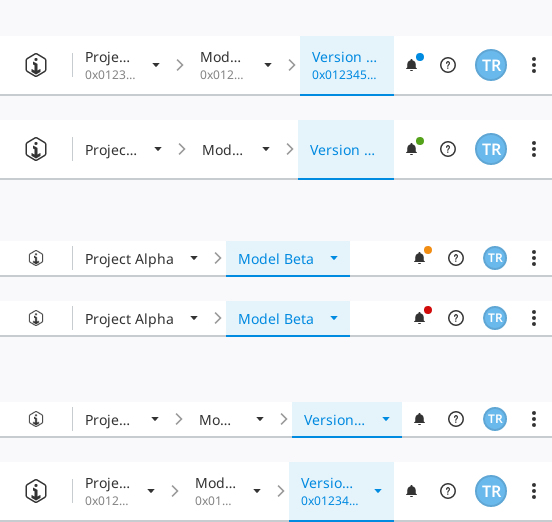 Proje... Mod... Version ...
0x0123... 0x012... 0x012345... TR
Projec... Mod... Version ... TR
Project Alpha Model Beta TR
Project Alpha Model Beta TR
Proje... Mo... Version... TR
Proje... Mod... Versio...
0x012... 0x01... 0x01234... TR